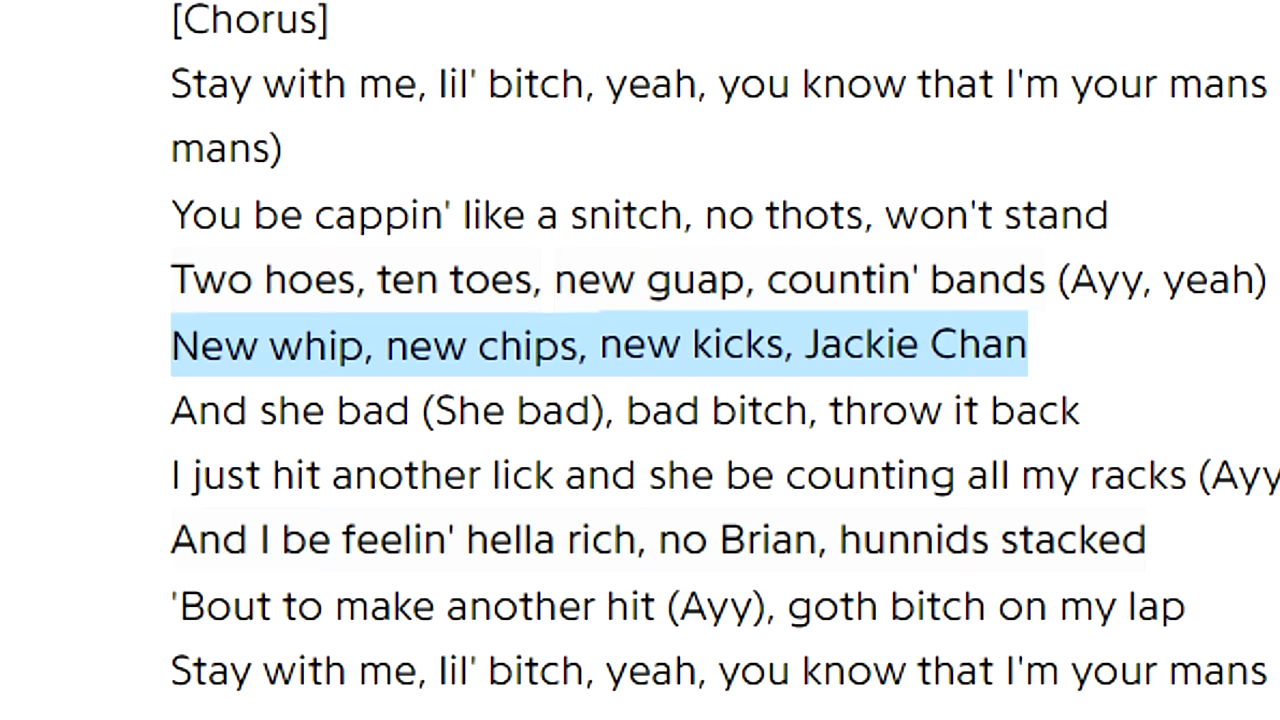 [Chorus]
Stay with me, lil' bitch, yeah, you know that I'm your mans
mans)
You be cappin' like a snitch, no thots, won't stand
Two hoes, ten toes, new guap, countin' bands (Ayy, yeah)
New whip, new chips, new kicks, Jackie Chan
And she bad (She bad), bad bitch, throw it back
I just hit another lick and she be counting all my racks (Ayy
And I be feelin' hella rich, no Brian, hunnids stacked
'Bout to make another hit (Ayy), goth bitch on my lap
Stay with me, lil' bitch, yeah, you know that I'm your mans